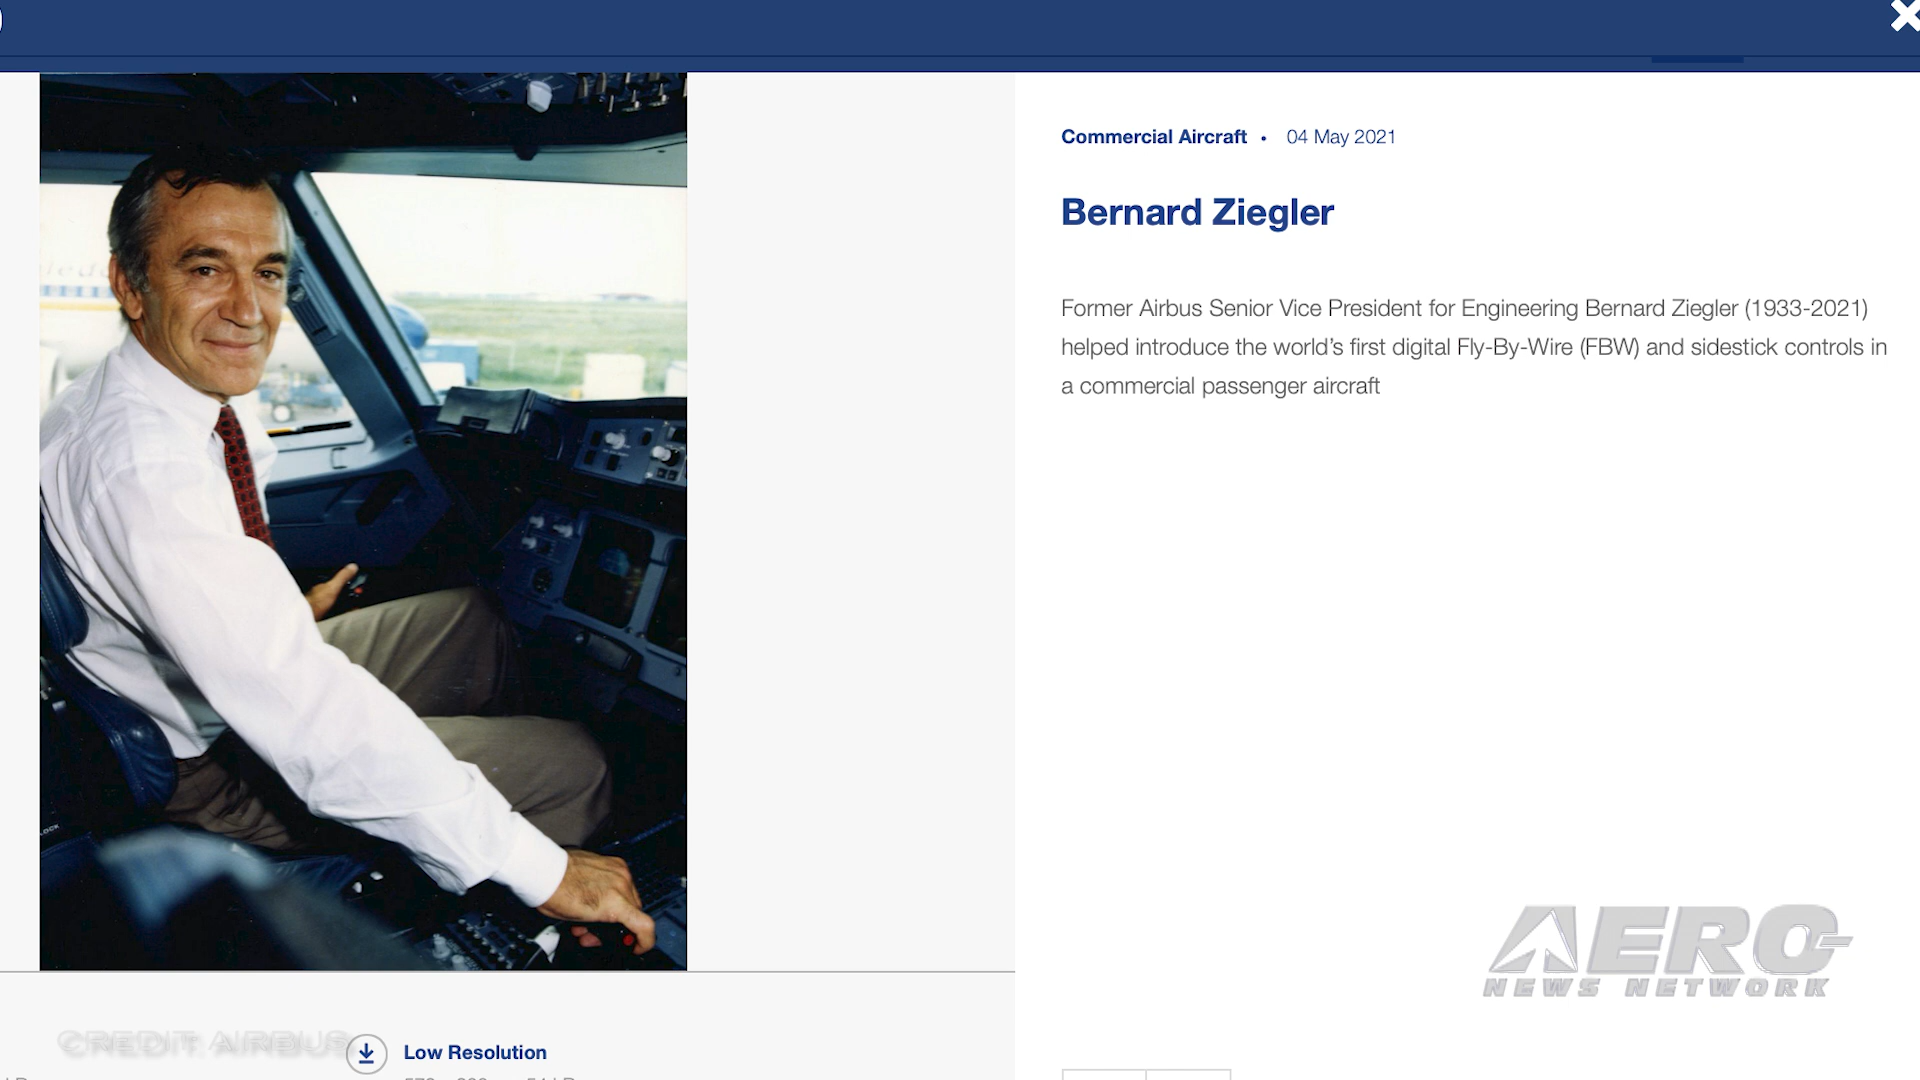 Commercial Aircraft • 04 May 2021
Bernard Ziegler
Former Airbus Senior Vice President for Engineering Bernard Ziegler (1933-2021)
helped introduce the world's first digital Fly-By-Wire (FBW) and sidestick controls in
a commercial passenger aircraft
AERO
NEWS NETWORK
CREDIT: AIRBUS
Low Resolution